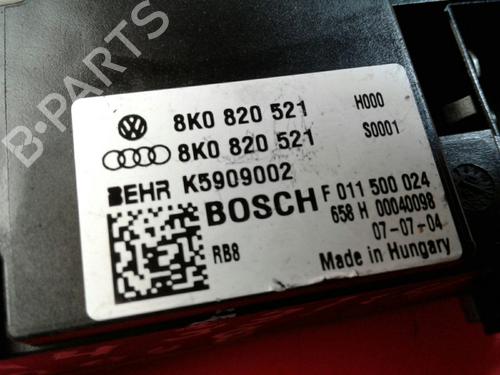 B-PARTS
8K0 820 521 H000
8K0 820 521 S0001
BEHR K5909002
BOSCH F 011 500 024
658 H 00040098
RB8 07-07-04
Made in Hungary